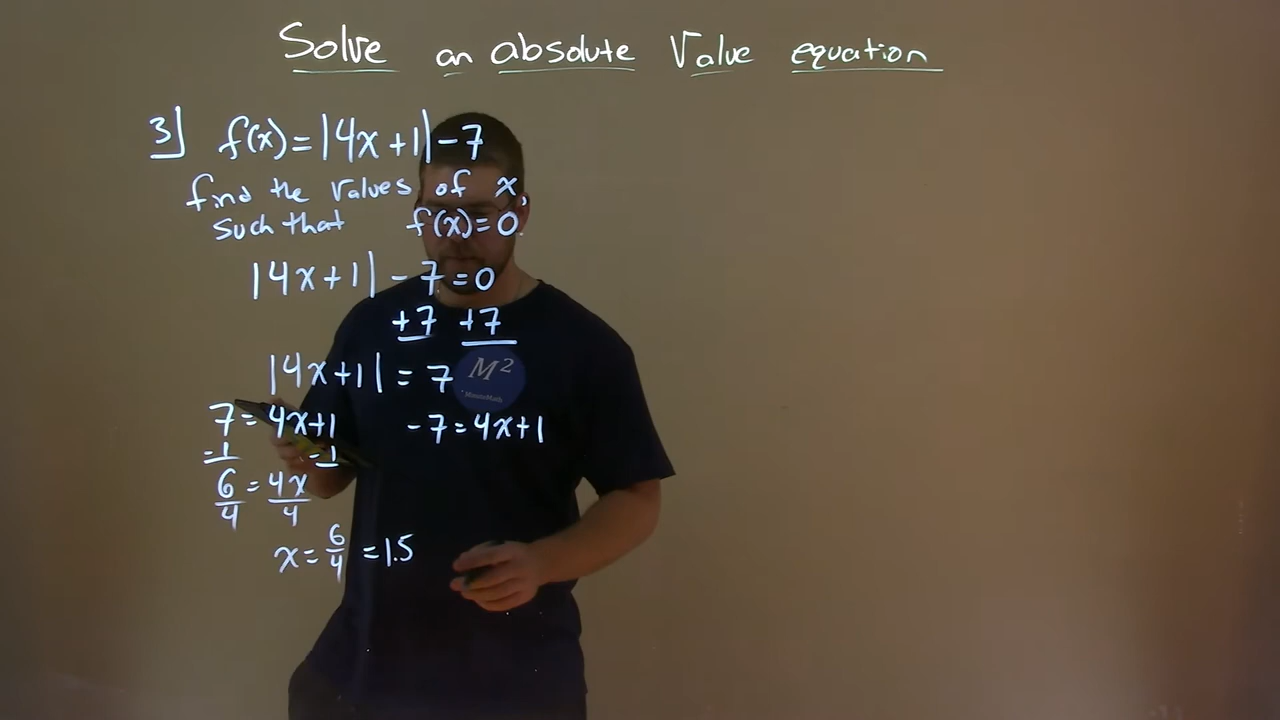 Solve an absolute Value equation
3] f(x)=|4x+1|-7
find the values of x,
such that f(x)=0.
|4x+1| - 7=0
+7 +7
|4x+1| = 7
M²
MinuteMath
7=4x+1 -7=4x+1
-1 -1
6/4 = 4x/4
x = 6/4 = 1.5